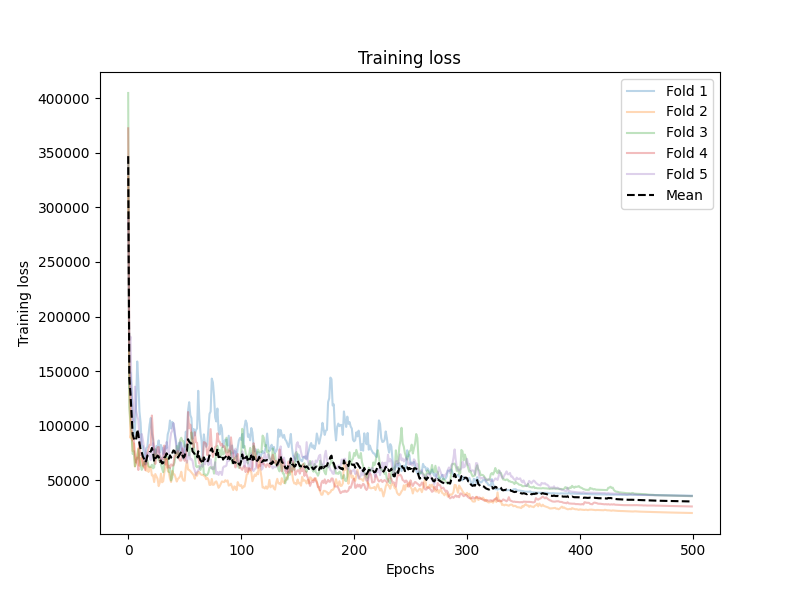 Training loss
Training loss
400000
350000
300000
250000
200000
150000
100000
50000
0
100
200
300
400
500
Epochs
Fold 1
Fold 2
Fold 3
Fold 4
Fold 5
Mean